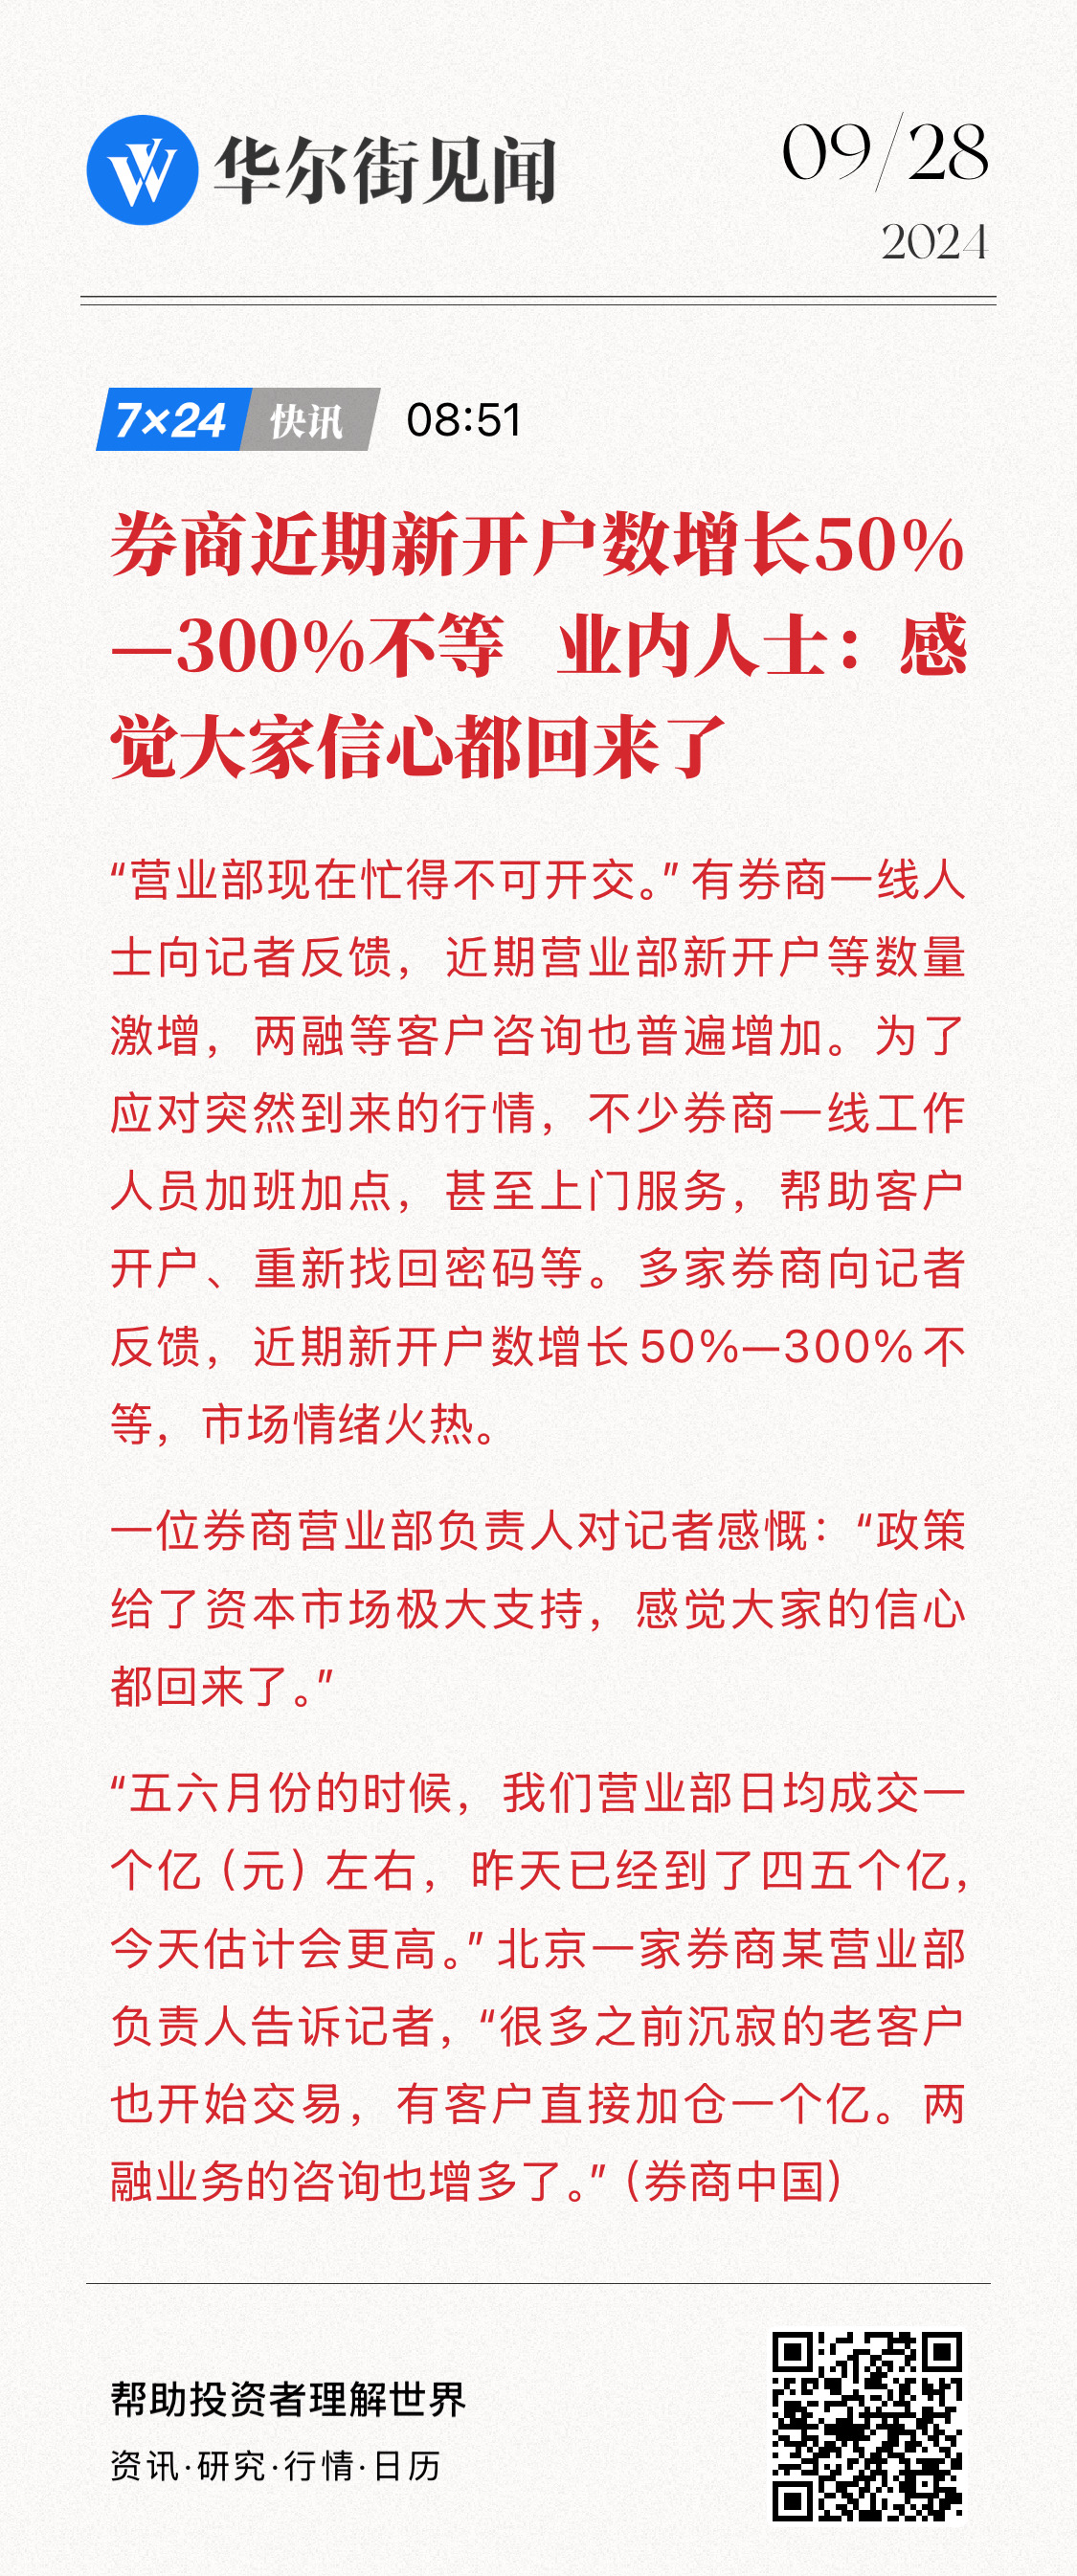 华尔街见闻
09/28
2024
7×24 快讯 08:51
券商近期新开户数增长50%
—300%不等 业内人士：感
觉大家信心都回来了
“营业部现在忙得不可开交。”有券商一线人
士向记者反馈，近期营业部新开户等数量
激增，两融等客户咨询也普遍增加。为了
应对突然到来的行情，不少券商一线工作
人员加班加点，甚至上门服务，帮助客户
开户、重新找回密码等。多家券商向记者
反馈，近期新开户数增长50%—300%不
等，市场情绪火热。
一位券商营业部负责人对记者感慨：“政策
给了资本市场极大支持，感觉大家的信心
都回来了。”
“五六月份的时候，我们营业部日均成交一
个亿（元）左右，昨天已经到了四五个亿，
今天估计会更高。”北京一家券商某营业部
负责人告诉记者，“很多之前沉寂的老客户
也开始交易，有客户直接加仓一个亿。两
融业务的咨询也增多了。”（券商中国）
帮助投资者理解世界
资讯·研究·行情·日历